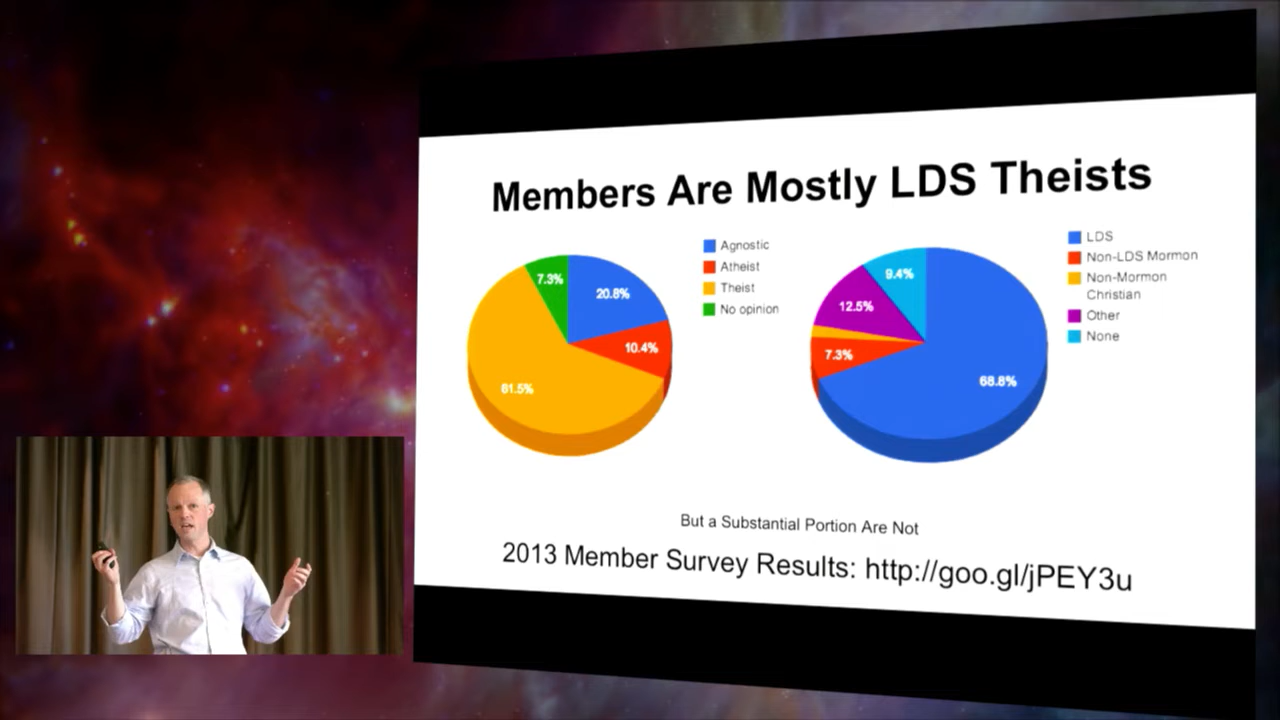 Members Are Mostly LDS Theists
Agnostic
Atheist
Theist
No opinion
7.3%
20.8%
10.4%
61.5%
LDS
Non-LDS Mormon
Non-Mormon
Christian
Other
None
9.4%
12.5%
7.3%
68.8%
But a Substantial Portion Are Not
2013 Member Survey Results: http://goo.gl/jPEY3u